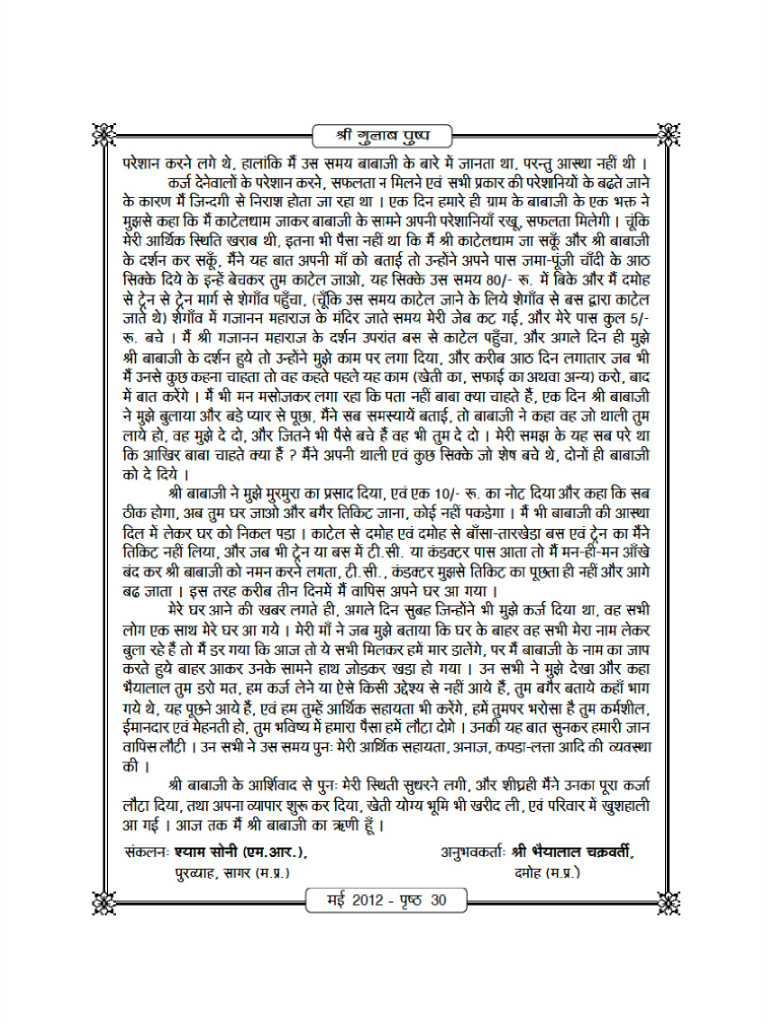 श्री गुलाब पुष्प
परेशान करने लगे थे, हालांकि मैं उस समय बाबाजी के बारे में जानता था, परन्तु आस्था नहीं थी ।
कर्ज देनेवालों के परेशान करने, सफलता न मिलने एवं सभी प्रकार की परेशानियों के बढते जाने
के कारण मैं जिन्दगी से निराश होता जा रहा था । एक दिन हमारे ही ग्राम के बाबाजी के एक भक्त ने
मुझसे कहा कि मैं काटेलधाम जाकर बाबाजी के सामने अपनी परेशानियाँ रखू, सफलता मिलेगी । चूंकि
मेरी आर्थिक स्थिति खराब थी, इतना भी पैसा नहीं था कि मैं श्री काटेलधाम जा सकूँ और श्री बाबाजी
के दर्शन कर सकूँ, मैंने यह बात अपनी माँ को बताई तो उन्होंने अपने पास जमा-पूंजी चाँदी के आठ
सिक्के दिये के इन्हें बेचकर तुम काटेल जाओ, यह सिक्के उस समय 80/- रू. में बिके और मैं दमोह
से ट्रेन से ट्रेन मार्ग से शेगाँव पहुँचा, (चूँकि उस समय काटेल जाने के लिये शेगाँव से बस द्वारा काटेल
जाते थे) शेगाँव में गजानन महाराज के मंदिर जाते समय मेरी जेब कट गई, और मेरे पास कुल 5/-
रू. बचे । मैं श्री गजानन महाराज के दर्शन उपरांत बस से काटेल पहुँचा, और अगले दिन ही मुझे
श्री बाबाजी के दर्शन हुये तो उन्होंने मुझे काम पर लगा दिया, और करीब आठ दिन लगातार जब भी
मैं उनसे कुछ कहना चाहता तो वह कहते पहले यह काम (खेती का, सफाई का अथवा अन्य) करो, बाद
में बात करेंगे । मैं भी मन मसोजकर लगा रहा कि पता नहीं बाबा क्या चाहते हैं, एक दिन श्री बाबाजी
ने मुझे बुलाया और बडे प्यार से पूछा, मैंने सब समस्यायें बताई, तो बाबाजी ने कहा वह जो थाली तुम
लाये हो, वह मुझे दे दो, और जितने भी पैसे बचे हैं वह भी तुम दे दो । मेरी समझ के यह सब परे था
कि आखिर बाबा चाहते क्या हैं ? मैंने अपनी थाली एवं कुछ सिक्के जो शेष बचे थे, दोनों ही बाबाजी
को दे दिये ।
श्री बाबाजी ने मुझे मुरमुरा का प्रसाद दिया, एवं एक 10/- रू. का नोट दिया और कहा कि सब
ठीक होगा, अब तुम घर जाओ और बगैर तिकिट जाना, कोई नहीं पकडेगा । मैं भी बाबाजी की आस्था
दिल में लेकर घर को निकल पडा । काटेल से दमोह एवं दमोह से बाँसा-तारखेडा बस एवं ट्रेन का मैंने
तिकिट नहीं लिया, और जब भी ट्रेन या बस में टी.सी. या कंडक्टर पास आता तो मैं मन-ही-मन आँखे
बंद कर श्री बाबाजी को नमन करने लगता, टी.सी., कंडक्टर मुझसे तिकिट का पूछता ही नहीं और आगे
बढ जाता । इस तरह करीब तीन दिनमें मैं वापिस अपने घर आ गया ।
मेरे घर आने की खबर लगते ही, अगले दिन सुबह जिन्होंने भी मुझे कर्ज दिया था, वह सभी
लोग एक साथ मेरे घर आ गये । मेरी माँ ने जब मुझे बताया कि घर के बाहर वह सभी मेरा नाम लेकर
बुला रहे हैं तो मैं डर गया कि आज तो ये सभी मिलकर हमें मार डालेंगे, पर मैं बाबाजी के नाम का जाप
करते हुये बाहर आकर उनके सामने हाथ जोडकर खडा हो गया । उन सभी ने मुझे देखा और कहा
भैयालाल तुम डरो मत, हम कर्ज लेने या ऐसे किसी उद्देश्य से नहीं आये हैं, तुम बगैर बताये कहाँ भाग
गये थे, यह पूछने आये हैं, एवं हम तुम्हें आर्थिक सहायता भी करेंगे, हमें तुमपर भरोसा है तुम कर्मशील,
ईमानदार एवं मेहनती हो, तुम भविष्य में हमारा पैसा हमें लौटा दोगे । उनकी यह बात सुनकर हमारी जान
वापिस लौटी । उन सभी ने उस समय पुनः मेरी आर्थिक सहायता, अनाज, कपडा-लत्ता आदि की व्यवस्था
की ।
श्री बाबाजी के आर्शिवाद से पुनः मेरी स्थिती सुधरने लगी, और शीघ्रही मैंने उनका पूरा कर्जा
लौटा दिया, तथा अपना व्यापार शुरू कर दिया, खेती योग्य भूमि भी खरीद ली, एवं परिवार में खुशहाली
आ गई । आज तक मैं श्री बाबाजी का ऋणी हूँ ।
संकलनः श्याम सोनी (एम.आर.), अनुभवकर्ताः श्री भैयालाल चक्रवर्ती,
पुरव्याह, सागर (म.प्र.) दमोह (म.प्र.)
मई 2012 - पृष्ठ 30